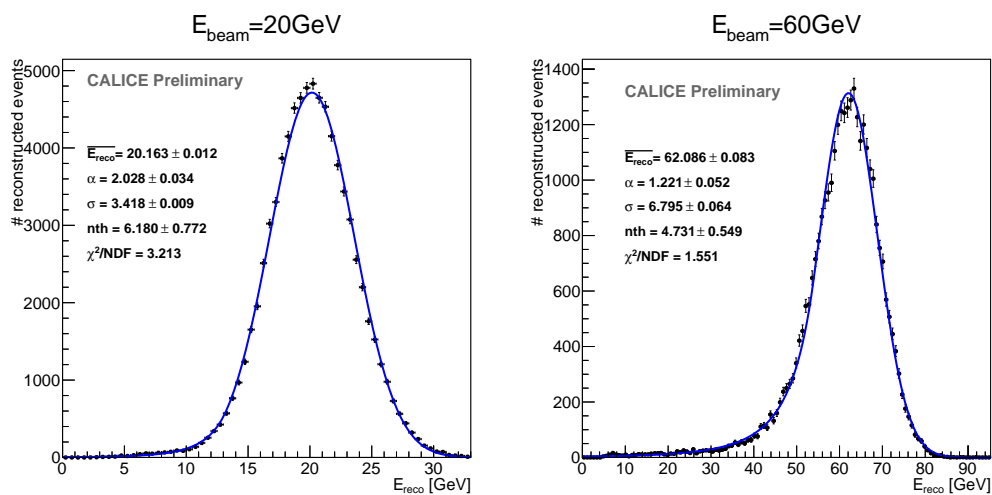 E_beam=20GeV
# reconstructed events
CALICE Preliminary
E_reco= 20.163 ± 0.012
α = 2.028 ± 0.034
σ = 3.418 ± 0.009
nth = 6.180 ± 0.772
χ²/NDF = 3.213
5000
4000
3000
2000
1000
0
0 5 10 15 20 25 30
E_reco [GeV]
E_beam=60GeV
# reconstructed events
CALICE Preliminary
E_reco= 62.086 ± 0.083
α = 1.221 ± 0.052
σ = 6.795 ± 0.064
nth = 4.731 ± 0.549
χ²/NDF = 1.551
1400
1200
1000
800
600
400
200
0
0 10 20 30 40 50 60 70 80 90
E_reco [GeV]